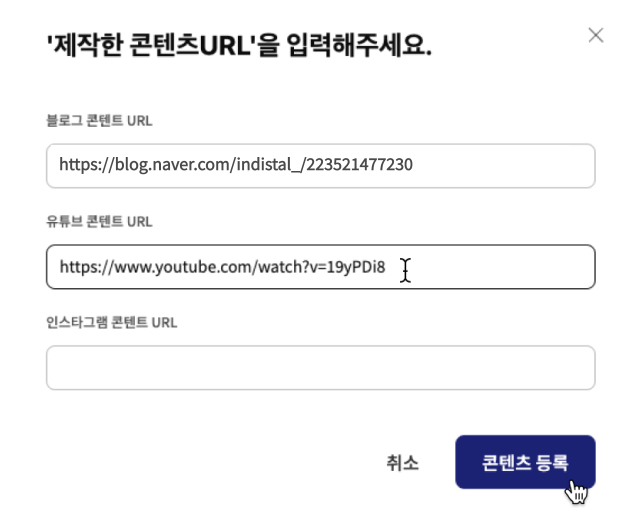 '제작한 콘텐츠URL'을 입력해주세요.
블로그 콘텐트 URL
https://blog.naver.com/indistal_/223521477230
유튜브 콘텐트 URL
https://www.youtube.com/watch?v=19yPDi8
인스타그램 콘텐트 URL
취소
콘텐츠 등록